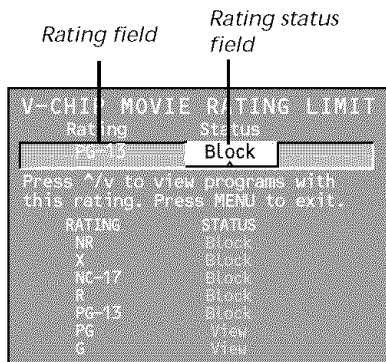 Rating field
Rating status
field
V-CHIP MOVIE RATING LIMIT
Rating Status
PG-13 Block
Press ^/v to view programs with
this rating. Press MENU to exit.
RATING STATUS
NR Block
X Block
NC-17 Block
R Block
PG-13 Block
PG View
G View